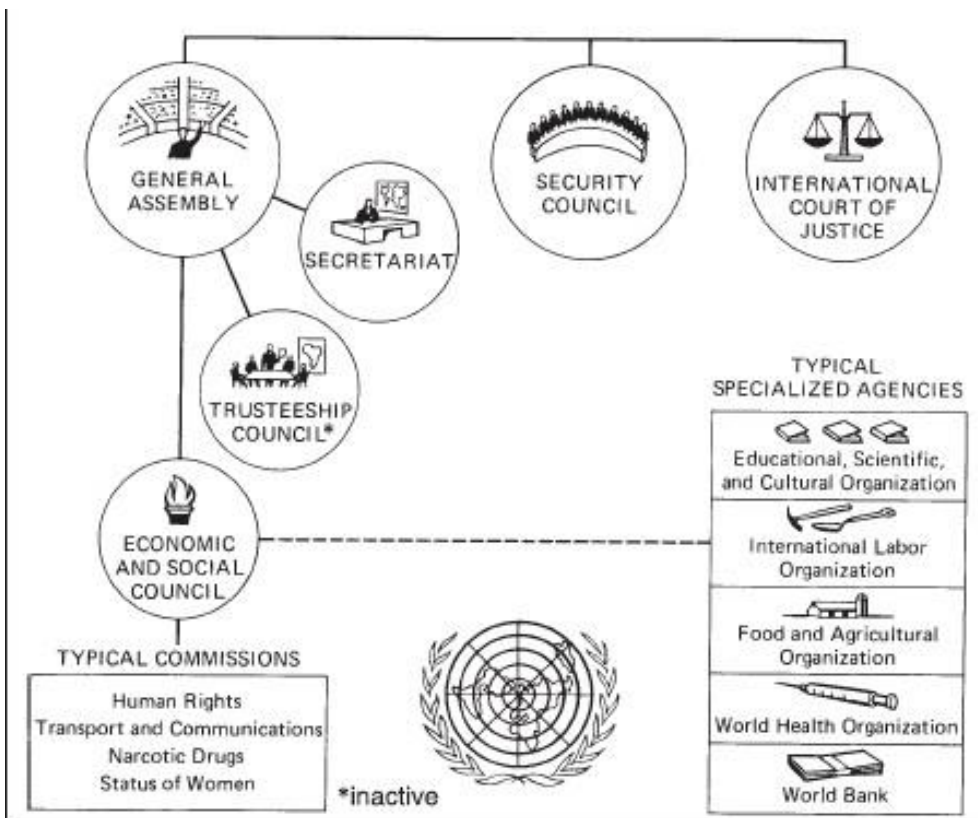 GENERAL
ASSEMBLY
SECRETARIAT
TRUSTEESHIP
COUNCIL*
ECONOMIC
AND SOCIAL
COUNCIL
SECURITY
COUNCIL
INTERNATIONAL
COURT OF
JUSTICE
TYPICAL COMMISSIONS
Human Rights
Transport and Communications
Narcotic Drugs
Status of Women
*inactive
TYPICAL
SPECIALIZED AGENCIES
Educational, Scientific,
and Cultural Organization
International Labor
Organization
Food and Agricultural
Organization
World Health Organization
World Bank